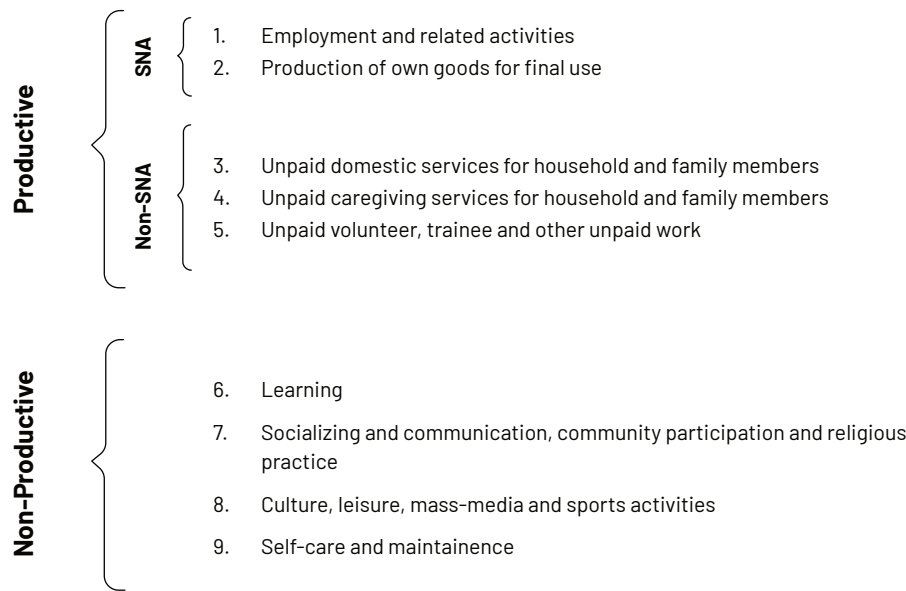 Productive
SNA
1. Employment and related activities
2. Production of own goods for final use
Non-SNA
3. Unpaid domestic services for household and family members
4. Unpaid caregiving services for household and family members
5. Unpaid volunteer, trainee and other unpaid work
Non-Productive
6. Learning
7. Socializing and communication, community participation and religious
practice
8. Culture, leisure, mass-media and sports activities
9. Self-care and maintainence